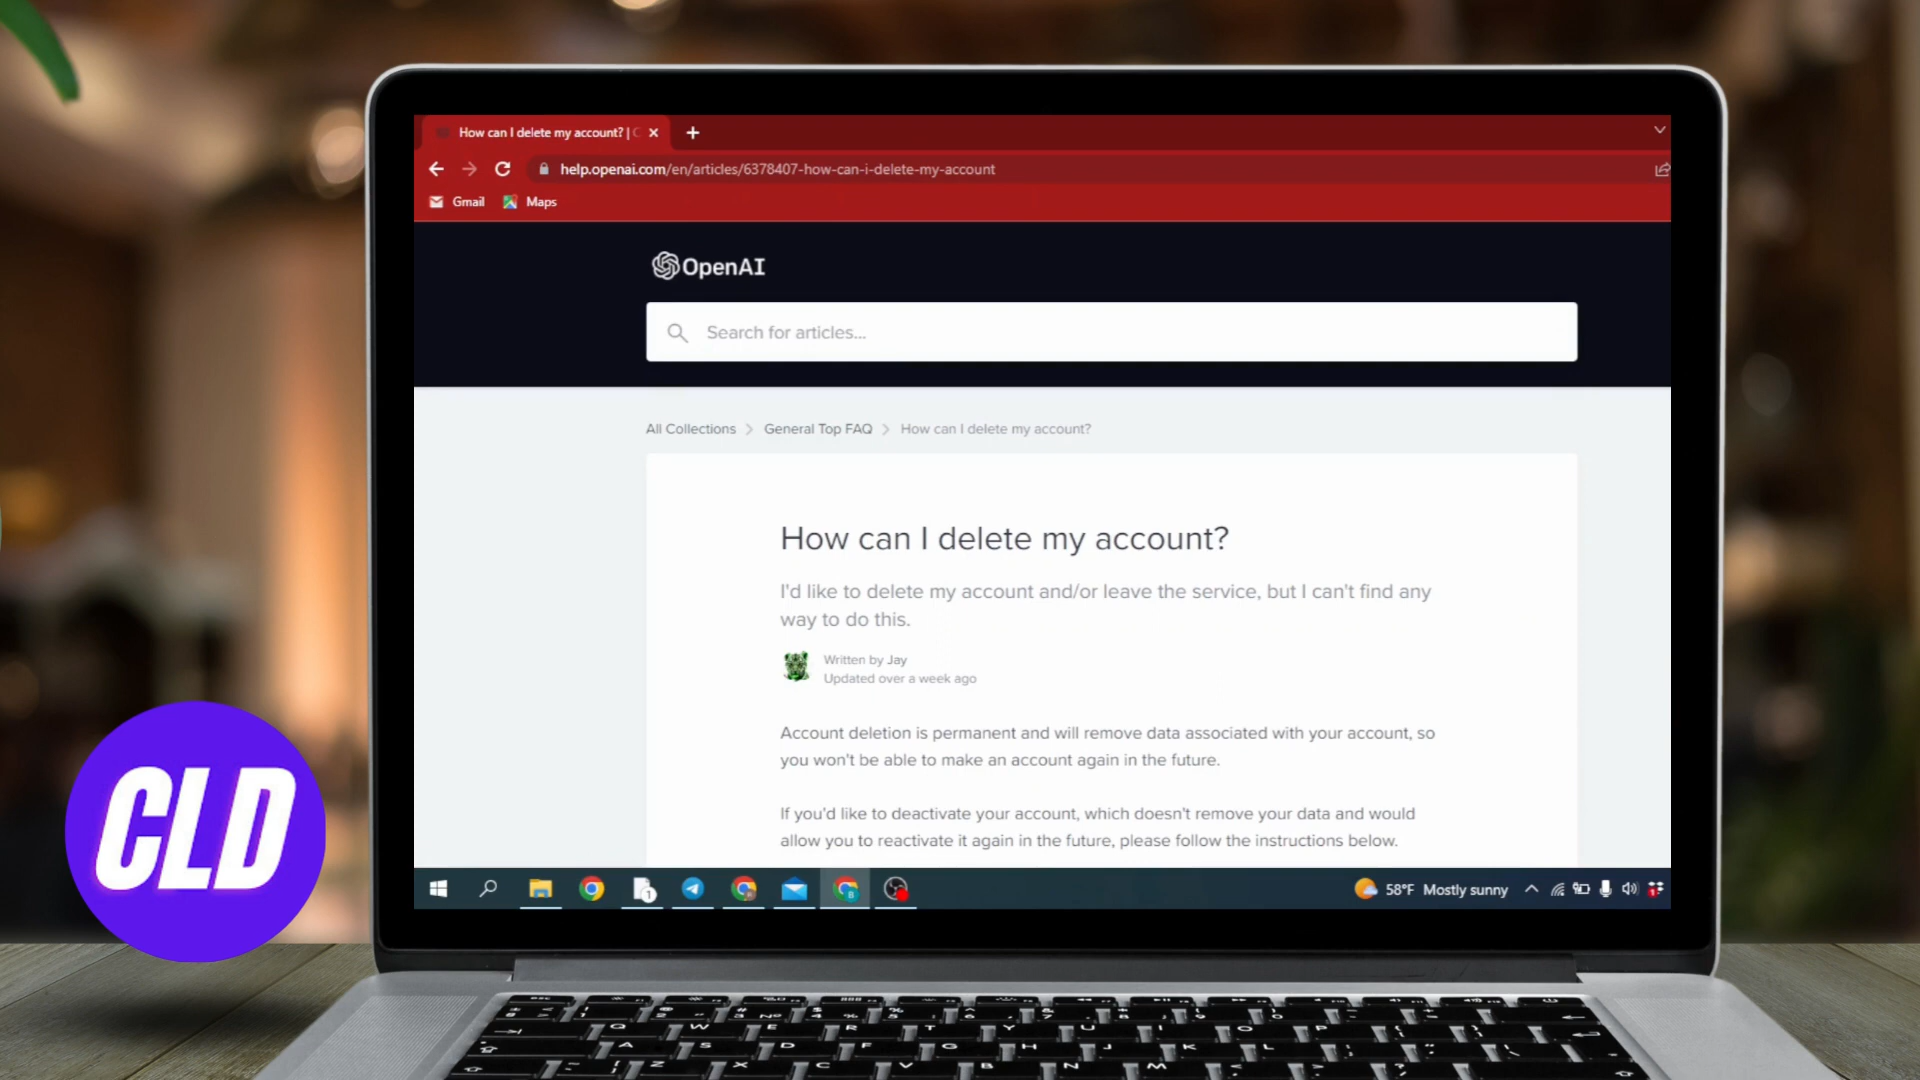 How can I delete my account? | C
help.openai.com/en/articles/6378407-how-can-i-delete-my-account
Gmail Maps
OpenAI
Search for articles...
All Collections > General Top FAQ > How can I delete my account?
How can I delete my account?
I'd like to delete my account and/or leave the service, but I can't find any
way to do this.
Written by Jay
Updated over a week ago
Account deletion is permanent and will remove data associated with your account, so
you won't be able to make an account again in the future.
If you'd like to deactivate your account, which doesn't remove your data and would
allow you to reactivate it again in the future, please follow the instructions below.
CLD
1
58°F Mostly sunny
Q W E R T Y U I O P
A S D F G H J K L
Z X C V B N M